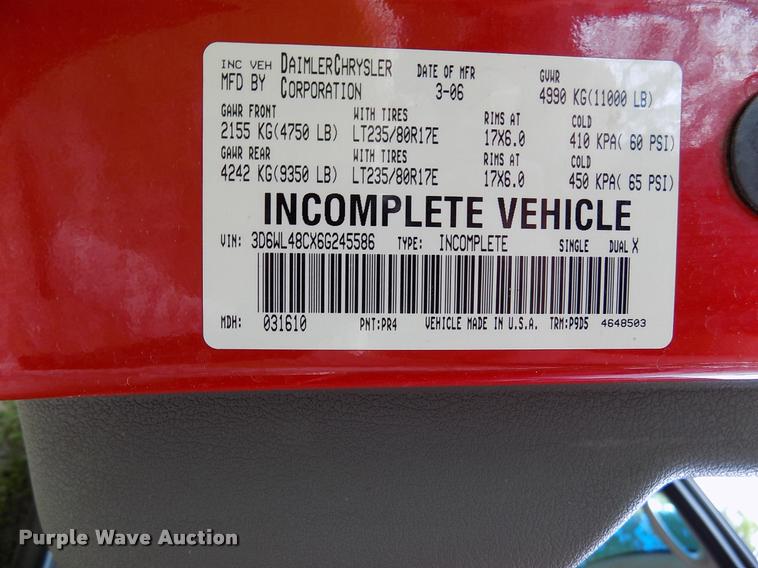 INC VEH DAIMLERCHRYSLER DATE OF MFR GVWR
MFD BY CORPORATION 3-06 4990 KG(11000 LB)
GAWR FRONT WITH TIRES RIMS AT COLD
2155 KG(4750 LB) LT235/80R17E 17X6.0 410 KPA( 60 PSI)
GAWR REAR WITH TIRES RIMS AT COLD
4242 KG(9350 LB) LT235/80R17E 17X6.0 450 KPA( 65 PSI)
INCOMPLETE VEHICLE
VIN: 3D6WL48CX6G245586 TYPE: INCOMPLETE SINGLE DUAL X
MDH: 031610 PNT:PR4 VEHICLE MADE IN U.S.A. TRM:P9D5 4648503
Purple Wave Auction